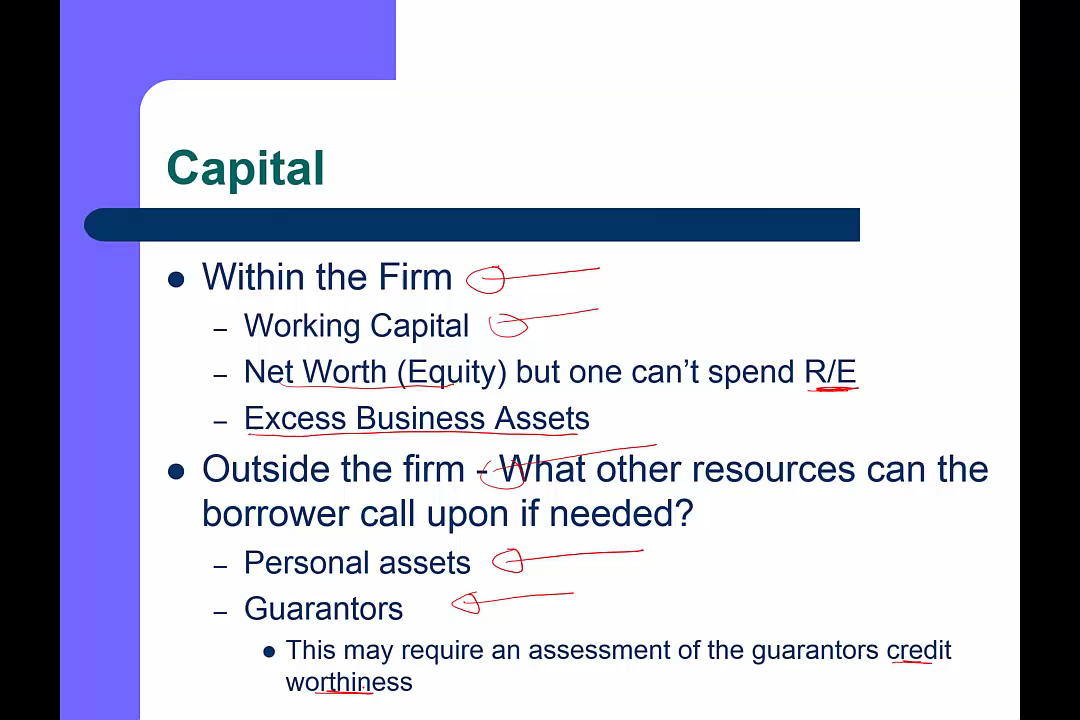 Capital
● Within the Firm
– Working Capital
– Net Worth (Equity) but one can’t spend R/E
– Excess Business Assets
● Outside the firm - What other resources can the
borrower call upon if needed?
– Personal assets
– Guarantors
● This may require an assessment of the guarantors credit
worthiness